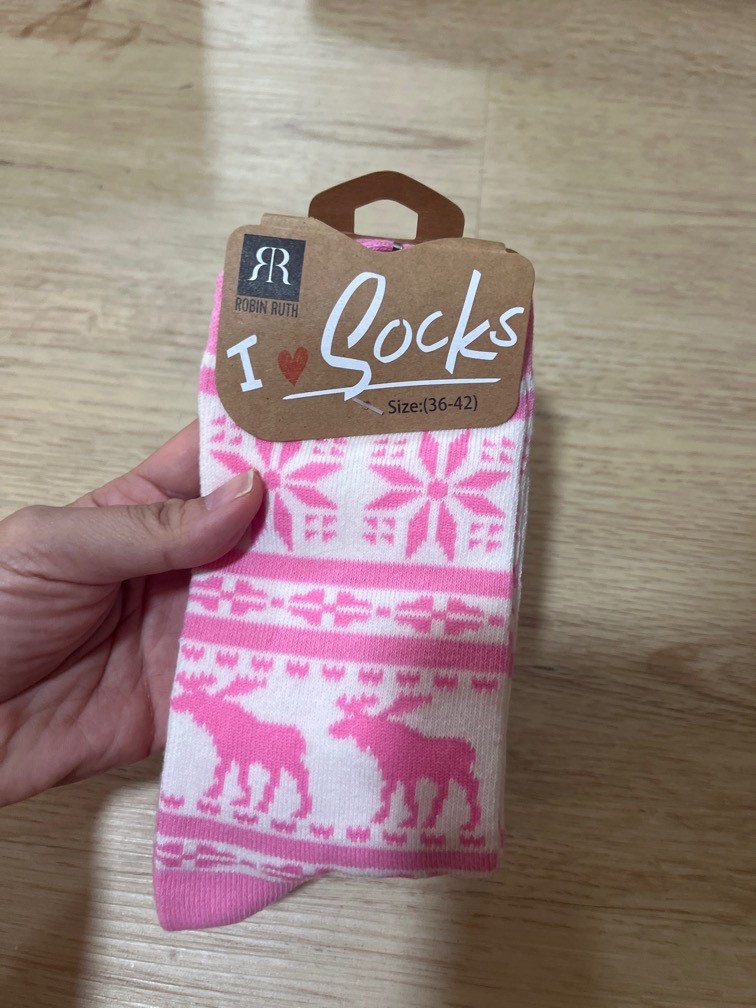 RR
ROBIN RUTH
I ❤ Socks
Size:(36-42)